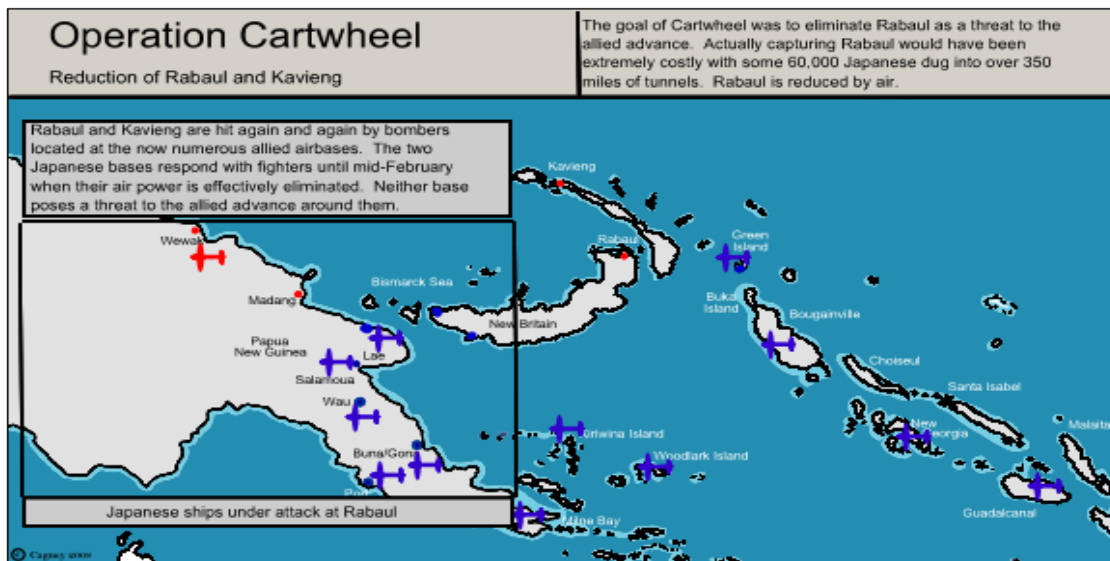 Operation Cartwheel
Reduction of Rabaul and Kavieng
The goal of Cartwheel was to eliminate Rabaul as a threat to the
allied advance. Actually capturing Rabaul would have been
extremely costly with some 60,000 Japanese dug into over 350
miles of tunnels. Rabaul is reduced by air.
Rabaul and Kavieng are hit again and again by bombers
located at the now numerous allied airbases. The two
Japanese bases respond with fighters until mid-February
when their air power is effectively eliminated. Neither base
poses a threat to the allied advance around them.
Kavieng
Wewak
Rabaul
Green
Island
Bismarck Sea
Madang
Buka
Island
Bougainville
New Britain
Papua
New Guinea
Lae
Choiseul
Salamoua
Santa Isabel
Wau
New
Georgia
Malaita
Kiriwina Island
Buna/Gona
Woodlark Island
Port
Guadalcanal
Milne Bay
Japanese ships under attack at Rabaul
© Cagney 2008